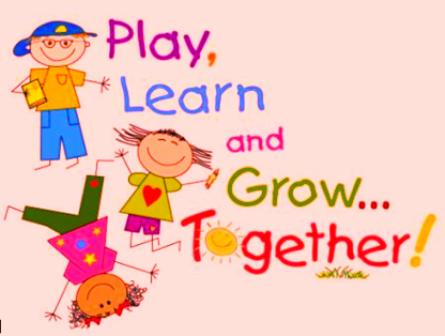 Play,
Learn
and
Grow...
Together!